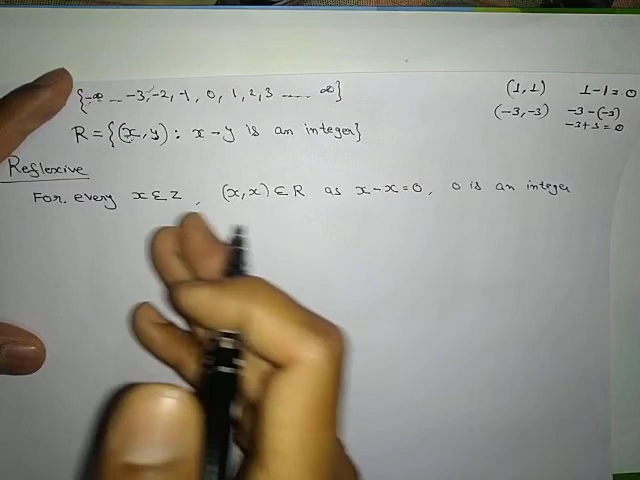 {-∞ ... -3, -2, -1, 0, 1, 2, 3 .... ∞}
R = {(x, y) : x-y is an integer}
Reflexive
For every x ∈ Z, (x, x) ∈ R as x-x=0, 0 is an integer
(1, 1) 1-1=0
(-3, -3) -3-(-3)
-3+3=0